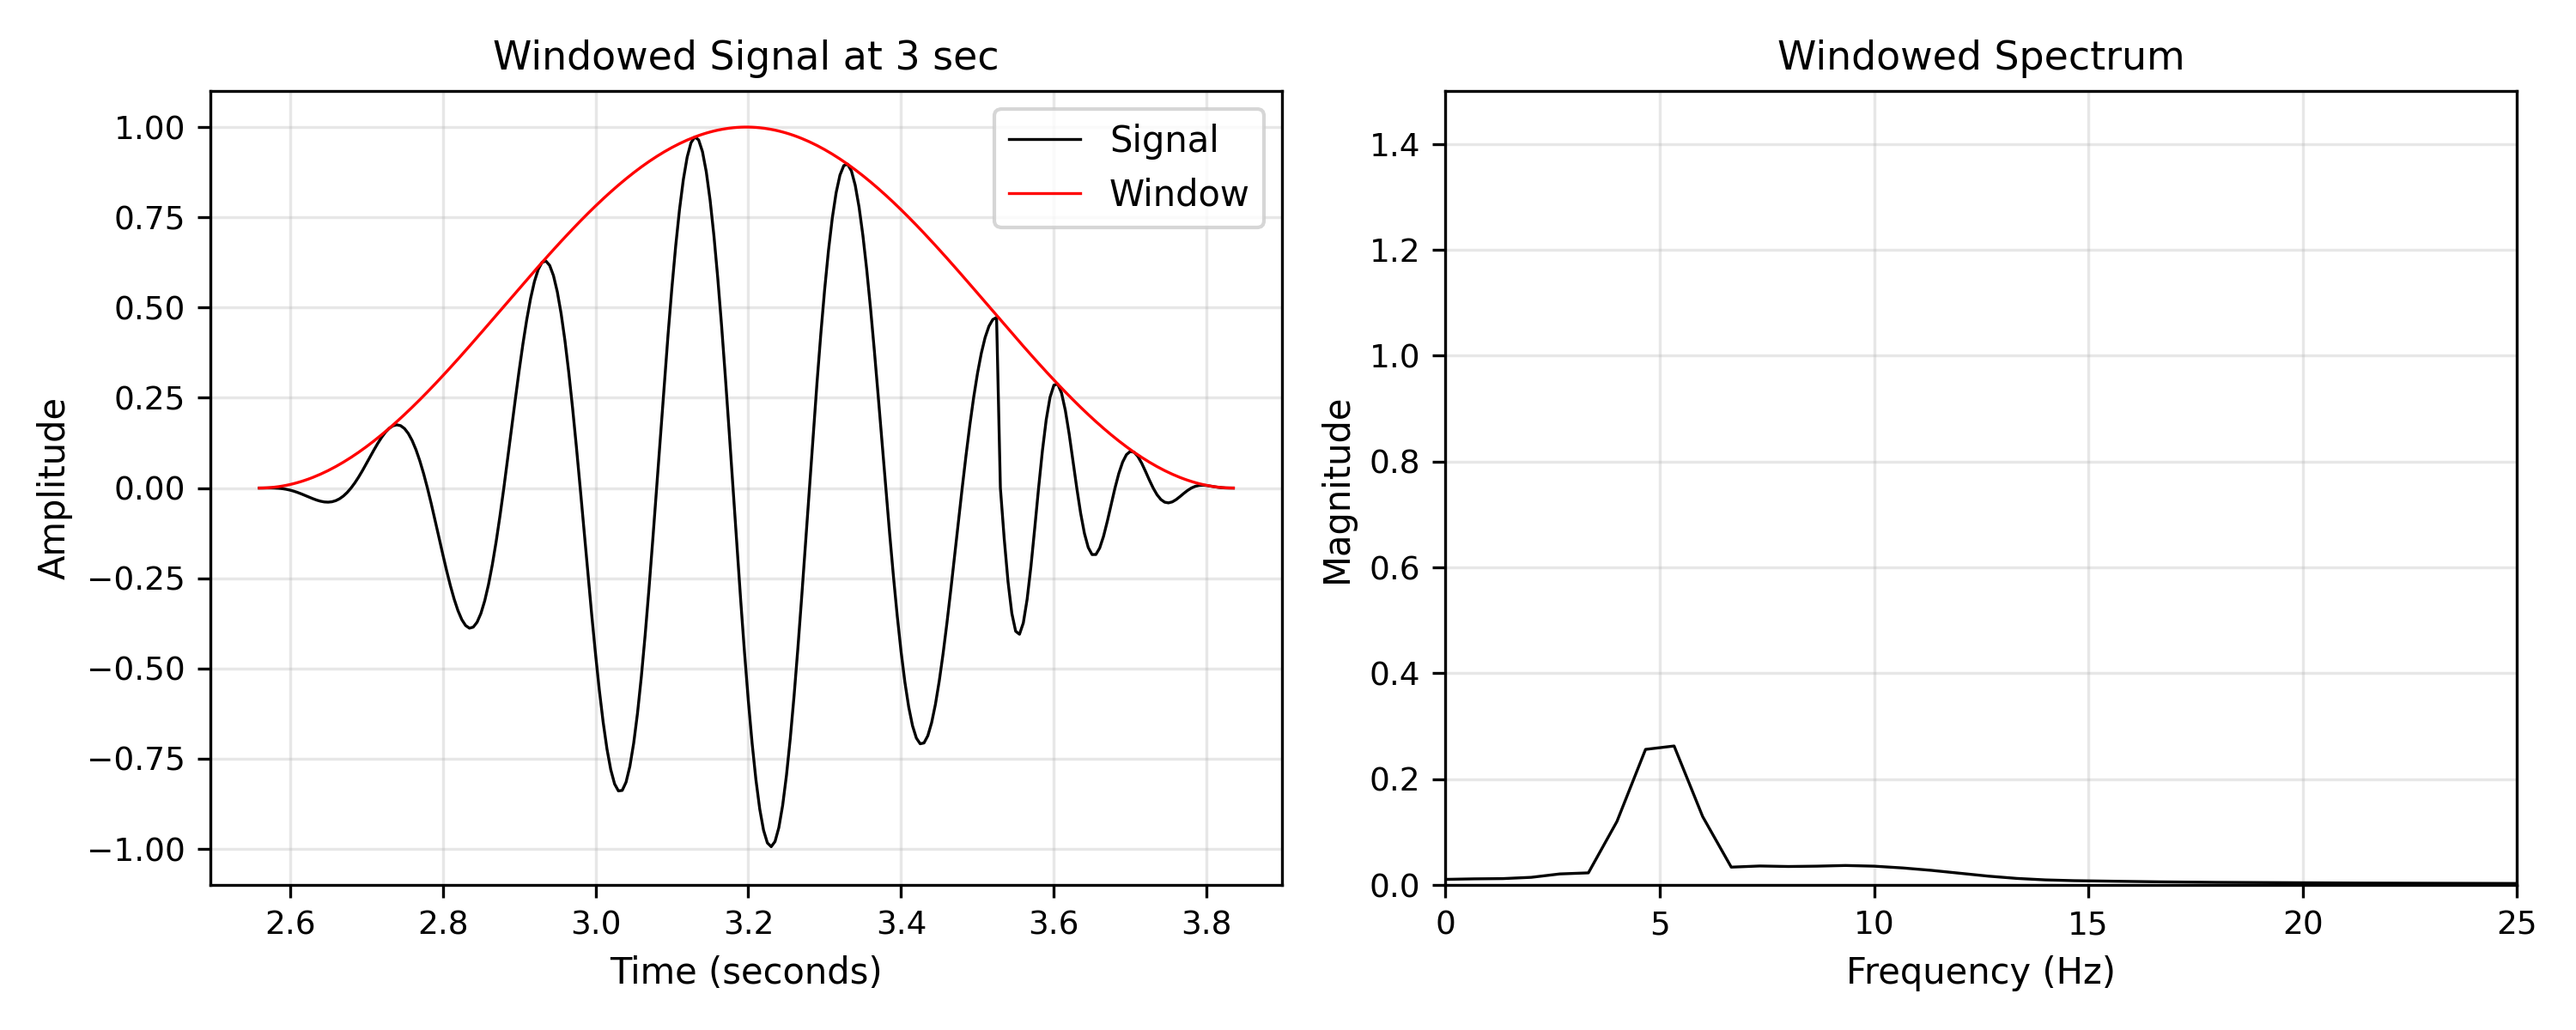 Windowed Signal at 3 sec
1.00
0.75
0.50
0.25
0.00
−0.25
−0.50
−0.75
−1.00
Amplitude
2.6 2.8 3.0 3.2 3.4 3.6 3.8
Time (seconds)
Signal
Window
Windowed Spectrum
1.4
1.2
1.0
0.8
0.6
0.4
0.2
0.0
Magnitude
0 5 10 15 20 25
Frequency (Hz)